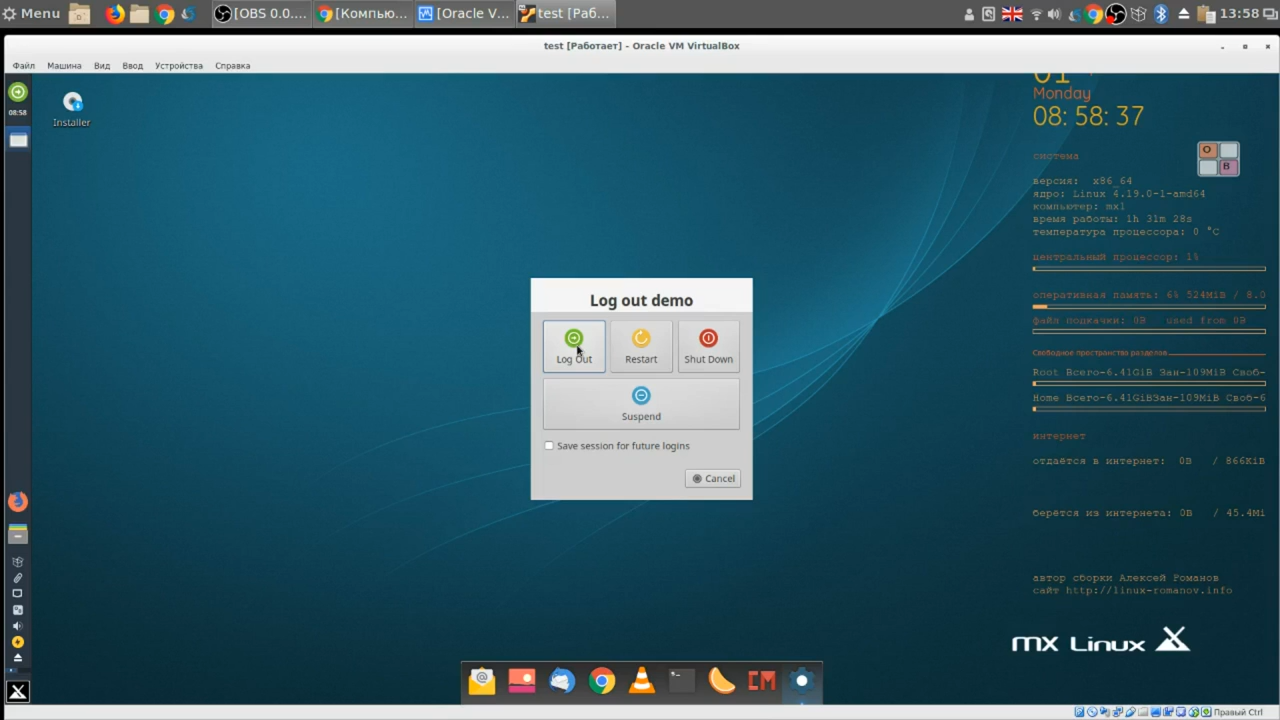 Menu
[OBS 0.0....
[Компью...
[Oracle V...
test [Раб...
13:58
test [Работает] - Oracle VM VirtualBox
Файл Машина Вид Ввод Устройства Справка
08:58
Installer
Monday
08: 58: 37
система
O
B
версия: x86_64
ядро: Linux 4.19.0-1-amd64
компьютер: mx1
время работы: 1h 31m 28s
температура процессора: 0 °C
центральный процессор: 1%
оперативная память: 6% 524MiB / 8.0
файл подкачки: 0B used from 0B
Свободное пространство разделов
Root Всего-6.41GiB Зан-109MiB Своб-
Home Всего-6.41GiBЗан-109MiB Своб-6
интернет
отдаётся в интернет: 0B / 866KiB
берётся из интернета: 0B / 45.4Mi
автор сборки Алексей Романов
сайт http://linux-romanov.info
Log out demo
Log Out
Restart
Shut Down
Suspend
Save session for future logins
Cancel
MX Linux
CM
Правый Ctrl